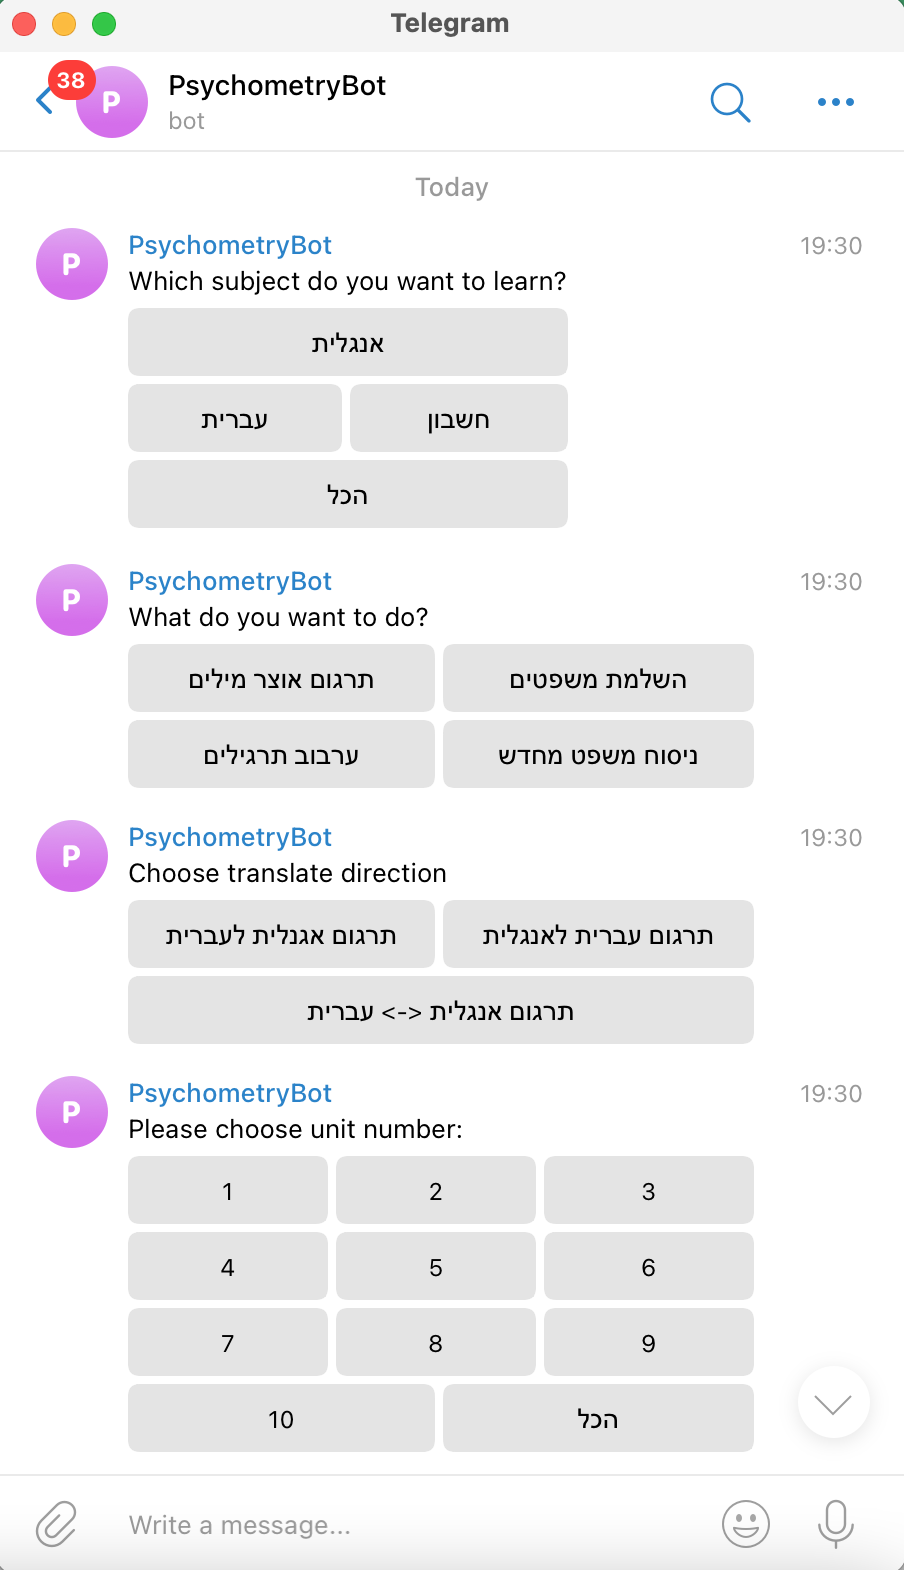 Telegram
38
P
PsychometryBot
bot
Today
P
PsychometryBot
19:30
Which subject do you want to learn?
אנגלית
עברית
חשבון
הכל
P
PsychometryBot
19:30
What do you want to do?
תרגום אוצר מילים
השלמת משפטים
ערבוב תרגילים
ניסוח משפט מחדש
P
PsychometryBot
19:30
Choose translate direction
תרגום אגנלית לעברית
תרגום עברית לאנגלית
תרגום אנגלית <-> עברית
P
PsychometryBot
19:30
Please choose unit number:
1
2
3
4
5
6
7
8
9
10
הכל
Write a message...